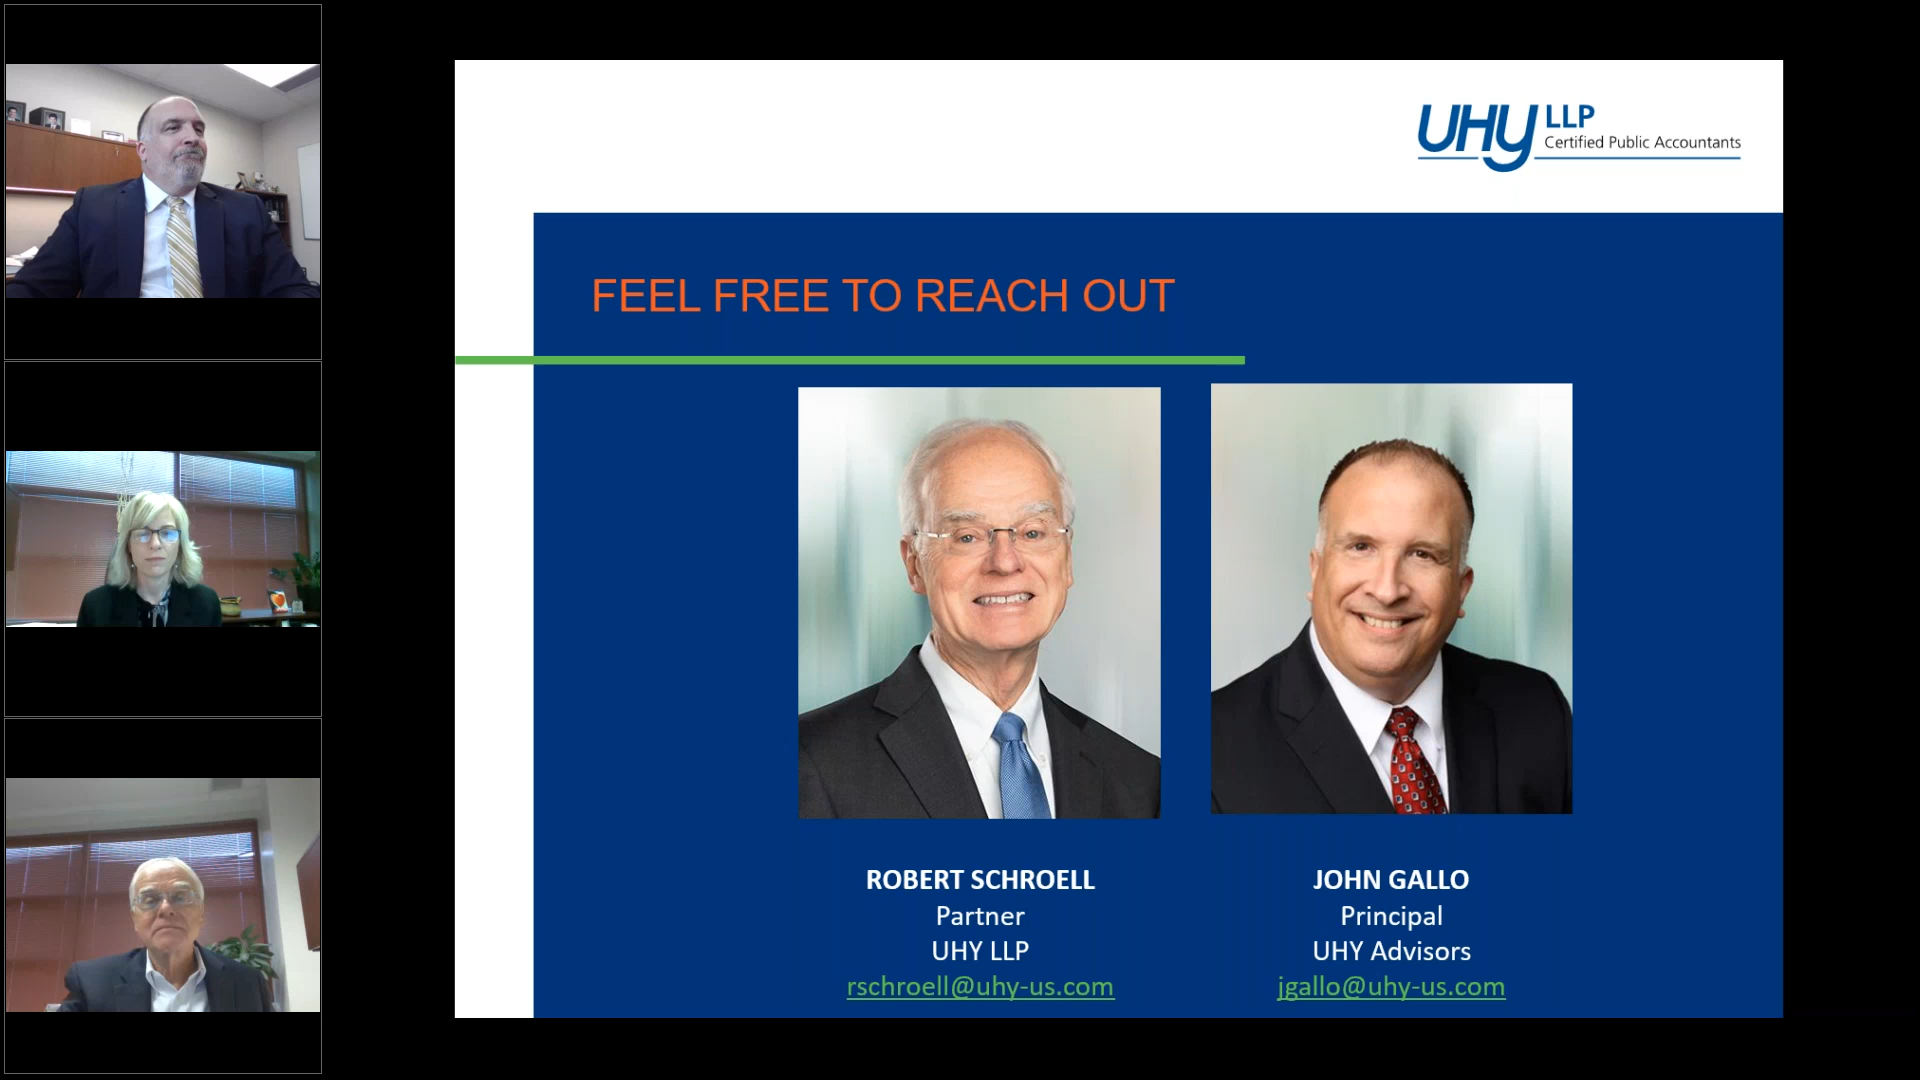 UHY LLP
Certified Public Accountants
FEEL FREE TO REACH OUT
ROBERT SCHROELL
Partner
UHY LLP
rschroell@uhy-us.com
JOHN GALLO
Principal
UHY Advisors
jgallo@uhy-us.com